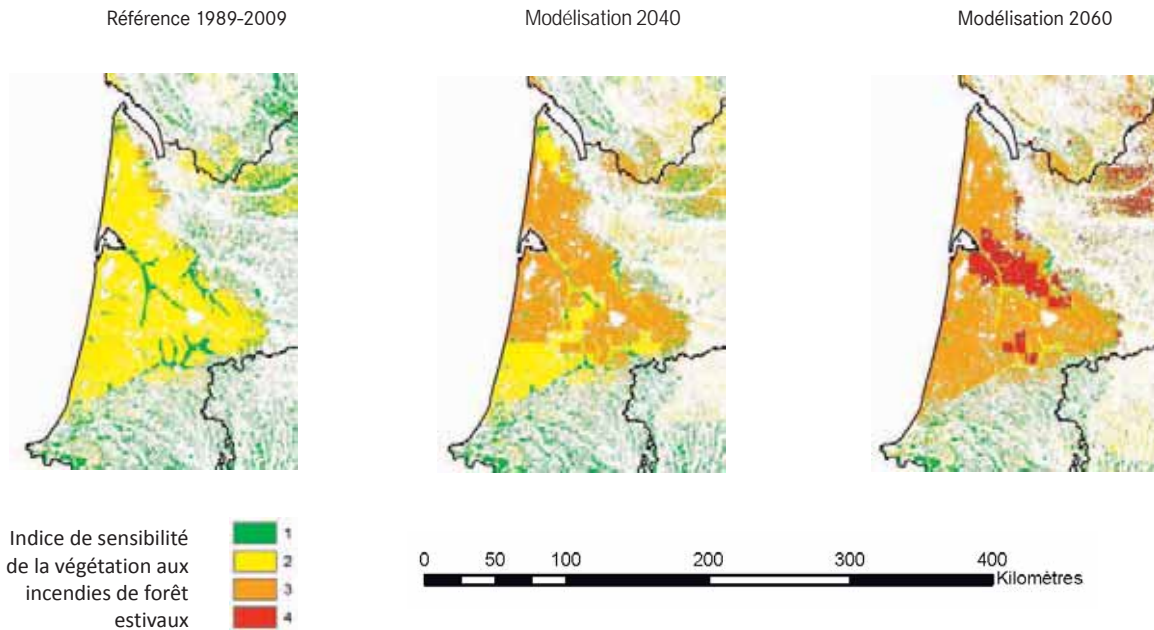 Référence 1989-2009
Modélisation 2040
Modélisation 2060
Indice de sensibilité
de la végétation aux
incendies de forêt
estivaux
1
2
3
4
0 50 100 200 300 400
Kilomètres